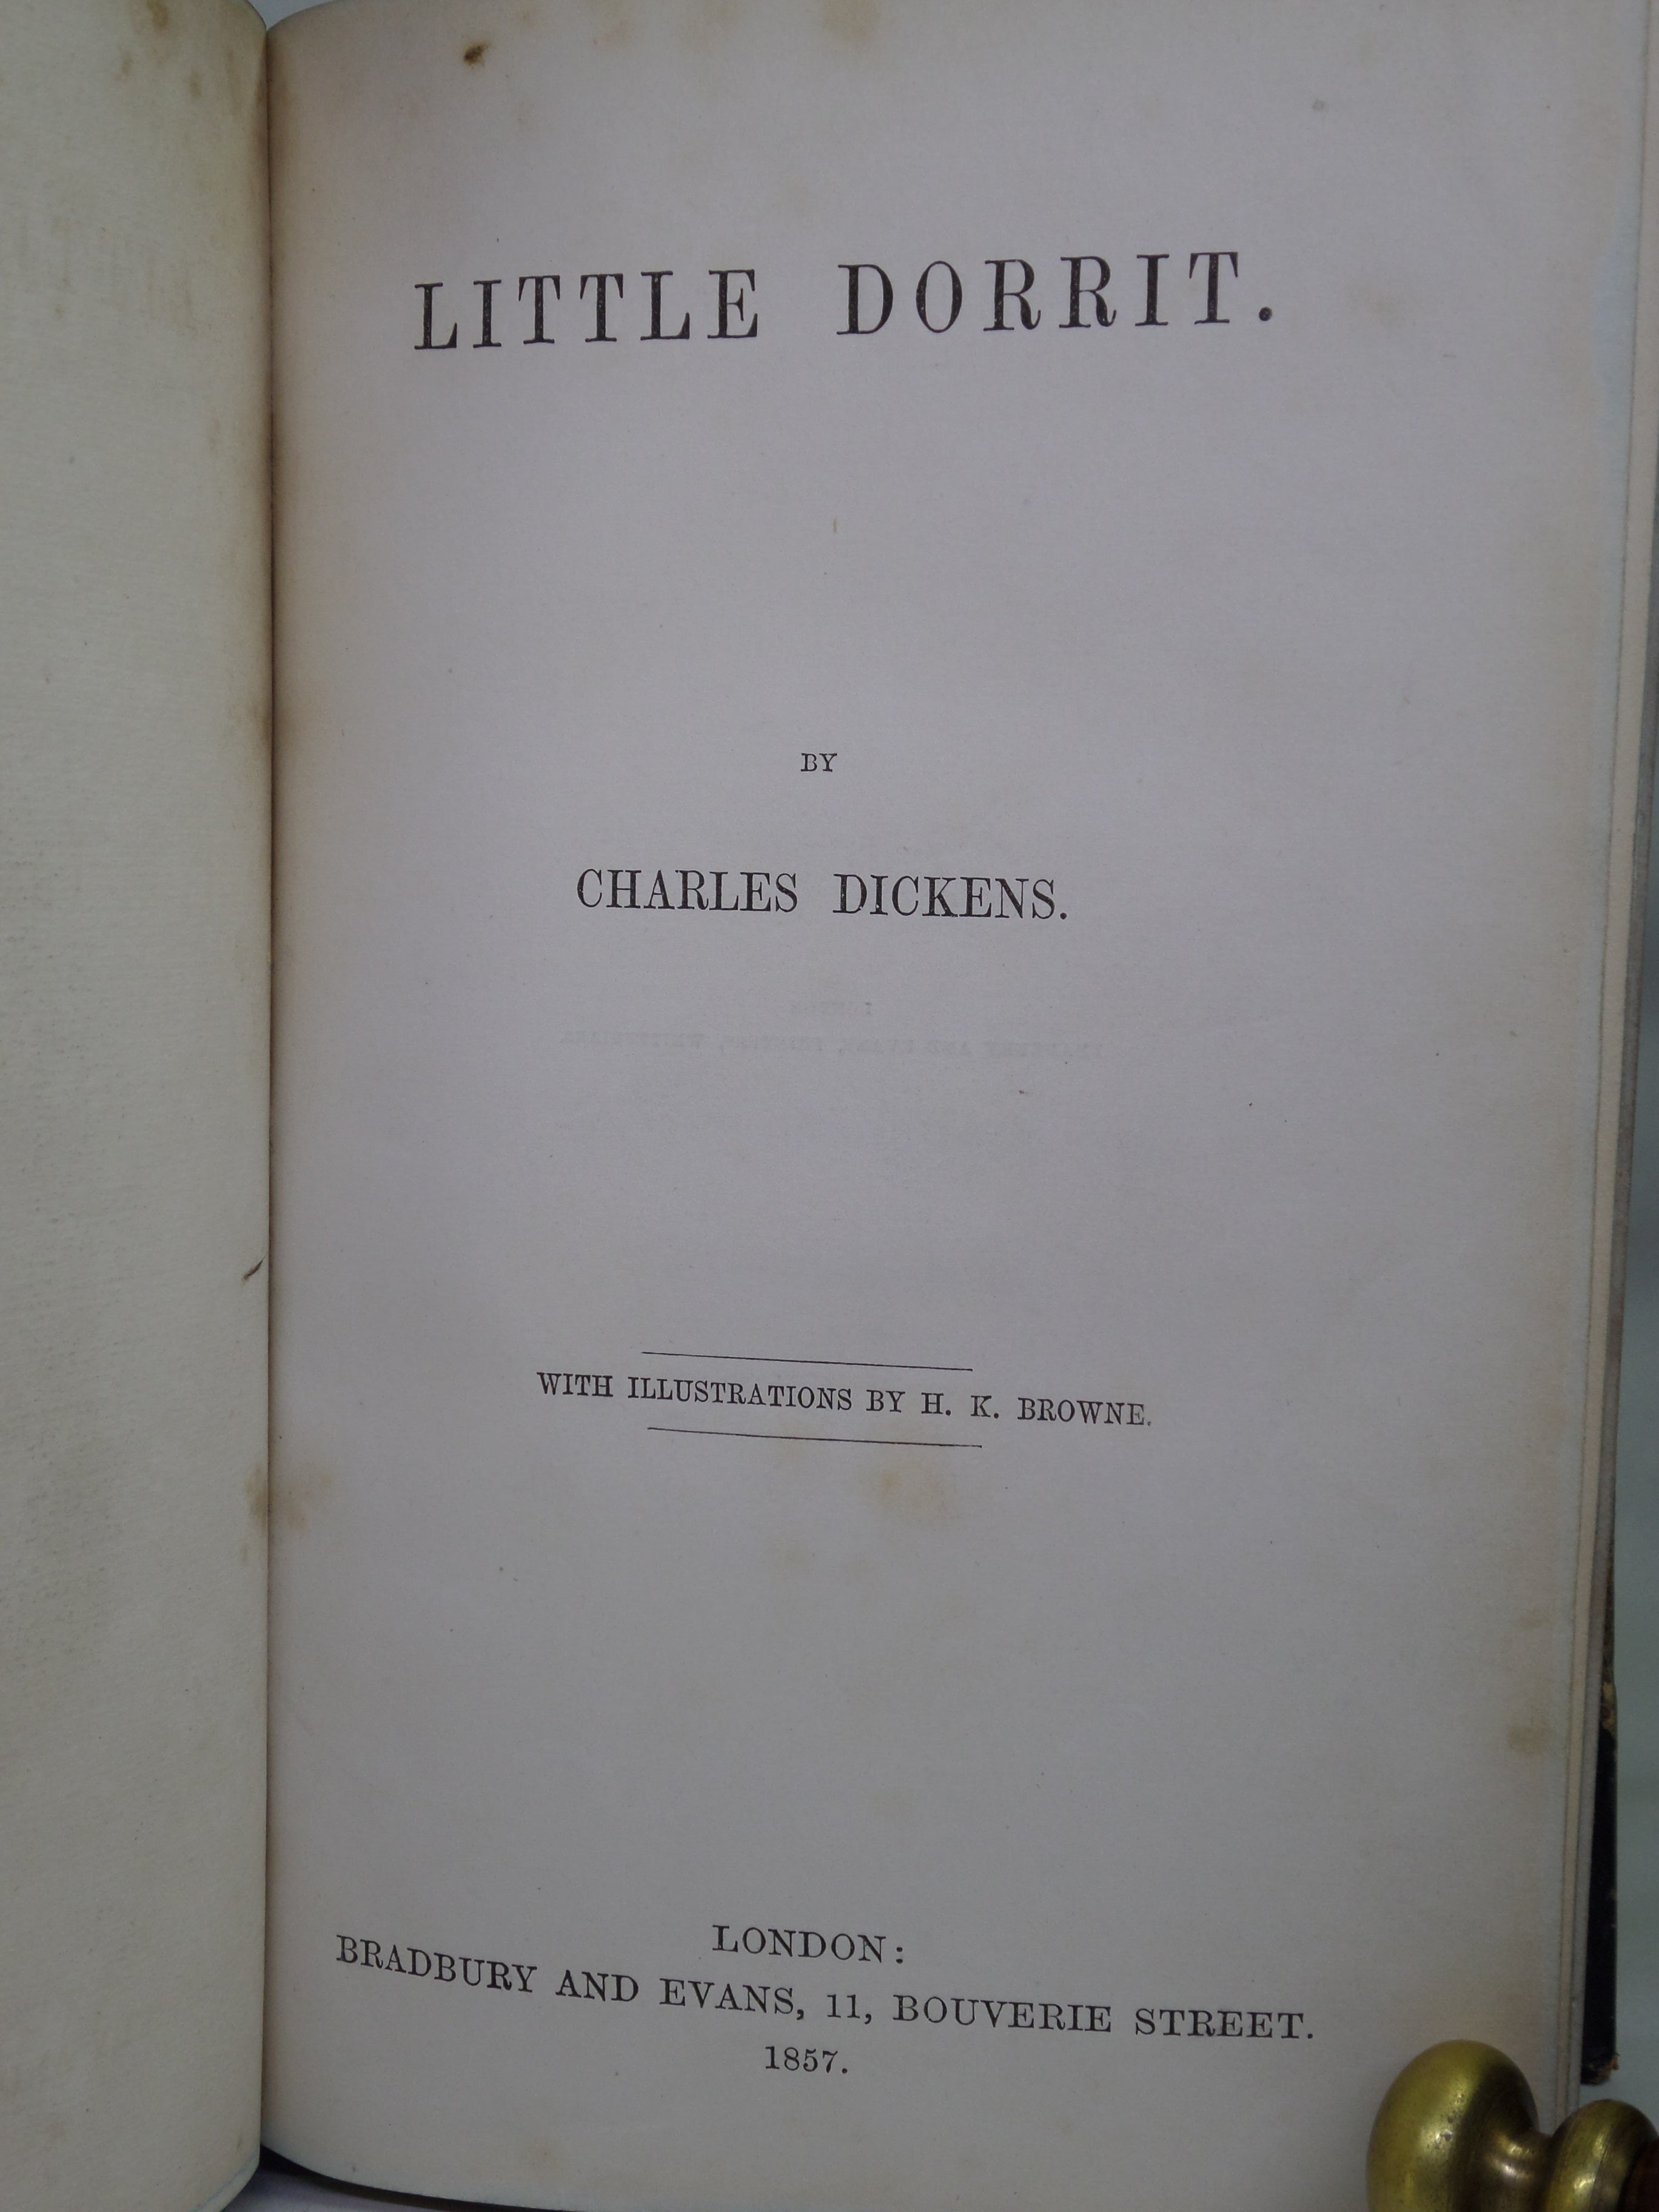 LITTLE DORRIT.
BY
CHARLES DICKENS.
WITH ILLUSTRATIONS BY H. K. BROWNE.
LONDON:
BRADBURY AND EVANS, 11, BOUVERIE STREET.
1857.